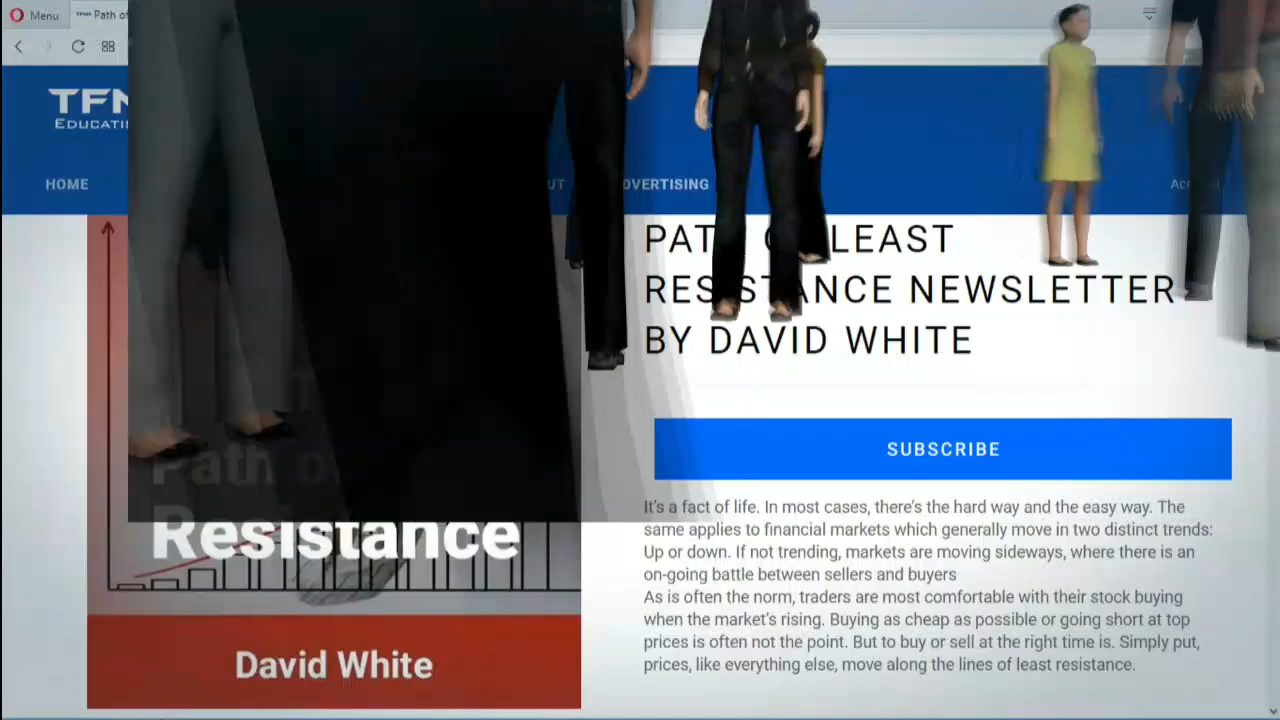 Menu
Path of
TFN
EDUCATI
HOME
UT
DVERTISING
PATH OF LEAST
RESISTANCE NEWSLETTER
BY DAVID WHITE
SUBSCRIBE
Path o
Resistance
David White
It's a fact of life. In most cases, there's the hard way and the easy way. The
same applies to financial markets which generally move in two distinct trends:
Up or down. If not trending, markets are moving sideways, where there is an
on-going battle between sellers and buyers
As is often the norm, traders are most comfortable with their stock buying
when the market's rising. Buying as cheap as possible or going short at top
prices is often not the point. But to buy or sell at the right time is. Simply put,
prices, like everything else, move along the lines of least resistance.